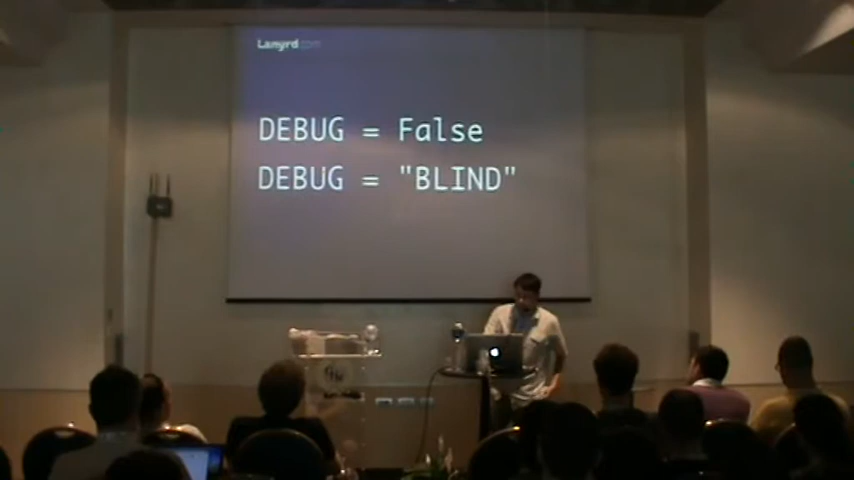 Lanyrd.com
DEBUG = False
DEBUG = "BLIND"